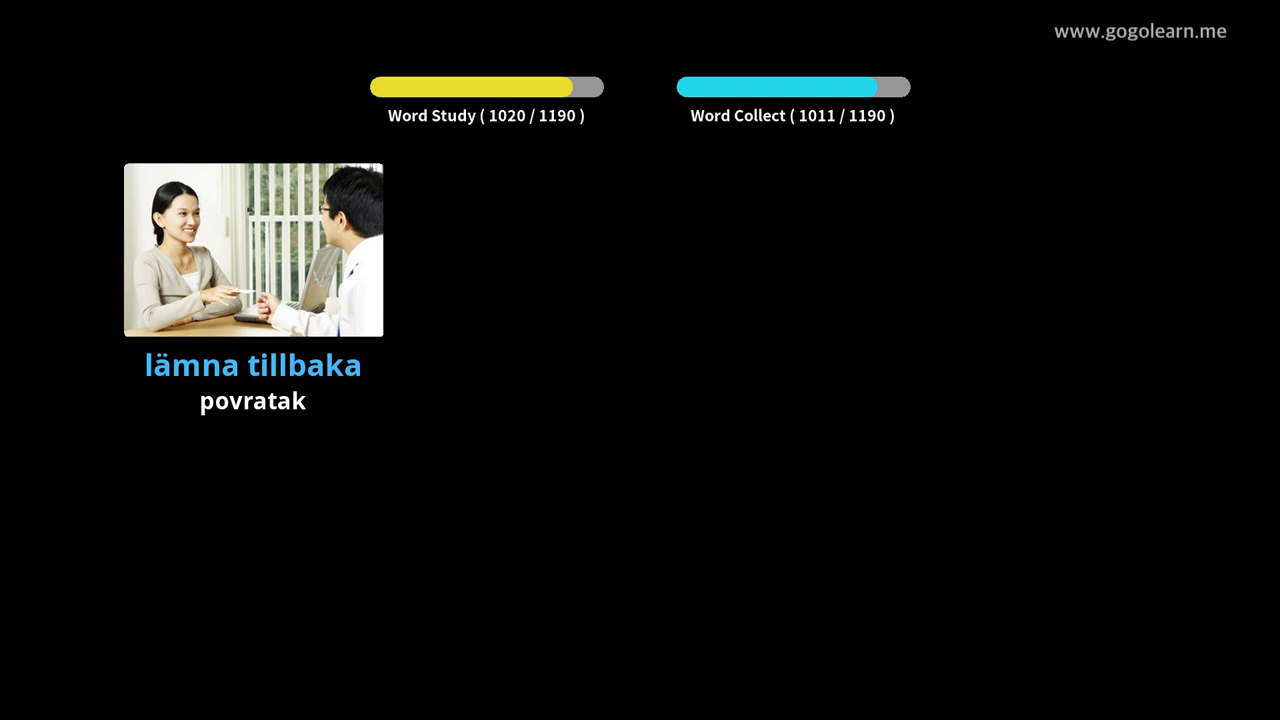 www.gogolearn.me
Word Study ( 1020 / 1190 )
Word Collect ( 1011 / 1190 )
lämna tillbaka
povratak